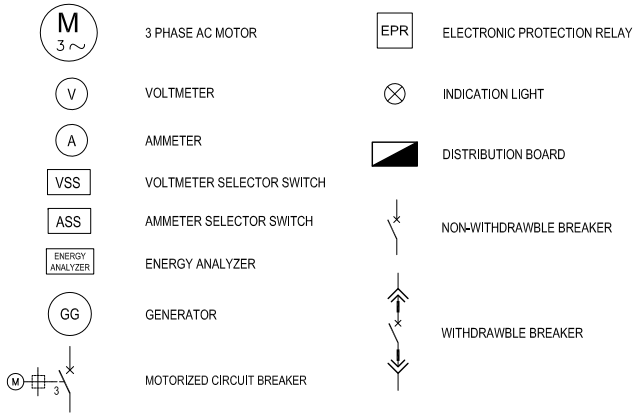 M
3~
3 PHASE AC MOTOR
V
VOLTMETER
A
AMMETER
VSS
VOLTMETER SELECTOR SWITCH
ASS
AMMETER SELECTOR SWITCH
ENERGY
ANALYZER
ENERGY ANALYZER
GG
GENERATOR
M
3
MOTORIZED CIRCUIT BREAKER
EPR
ELECTRONIC PROTECTION RELAY
INDICATION LIGHT
DISTRIBUTION BOARD
NON-WITHDRAWBLE BREAKER
WITHDRAWBLE BREAKER